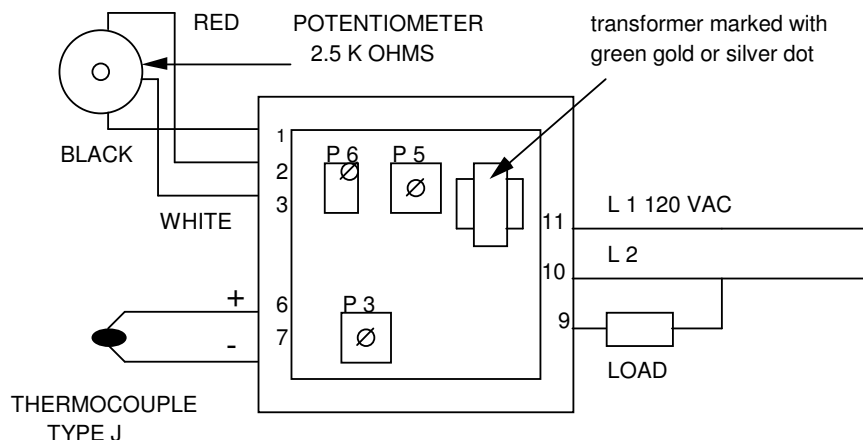 RED
POTENTIOMETER
2.5 K OHMS
transformer marked with
green gold or silver dot
BLACK
WHITE
1
2
3
P 6
P 5
11
L 1 120 VAC
10
L 2
+
6
-
7
P 3
9
LOAD
THERMOCOUPLE
TYPE J